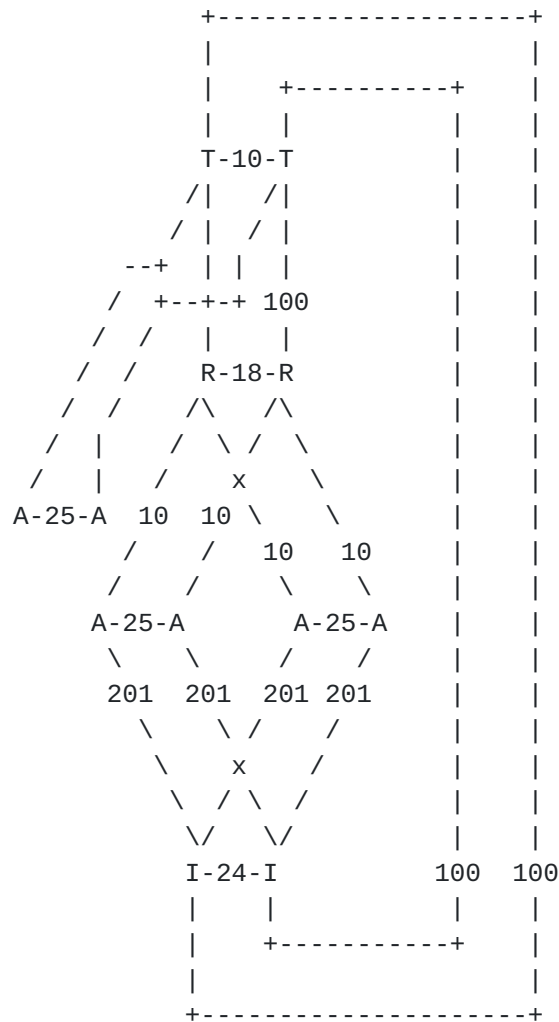 +---------------------+
            |                     |
            |    +----------+     |
            |    |          |     |
            T-10-T          |     |
           /|   /|          |     |
          / |  / |          |     |
       --+  | |  |          |     |
      /  +--+-+ 100         |     |
     /  /   |    |          |     |
    /  /    R-18-R          |     |
   /  /    /\   /\          |     |
  /  |    /  \ /  \         |     |
 /   |   /    x    \        |     |
A-25-A  10  10 \    \       |     |
       /    /   10   10     |     |
      /    /     \    \     |     |
     A-25-A       A-25-A    |     |
      \    \     /    /     |     |
      201  201  201 201     |     |
        \    \ /    /       |     |
         \    x    /        |     |
          \  / \  /         |     |
           \/   \/          |     |
           I-24-I          100   100
           |    |           |     |
           |    +-----------+     |
           |                      |
           +----------------------+